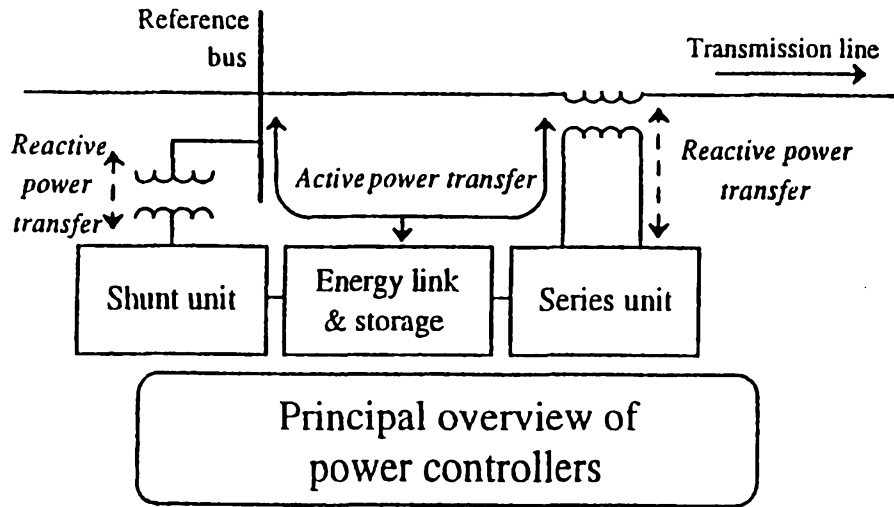 Reference
bus
Transmission line
Reactive
power
transfer
Active power transfer
Reactive power
transfer
Shunt unit
Energy link
& storage
Series unit
Principal overview of
power controllers